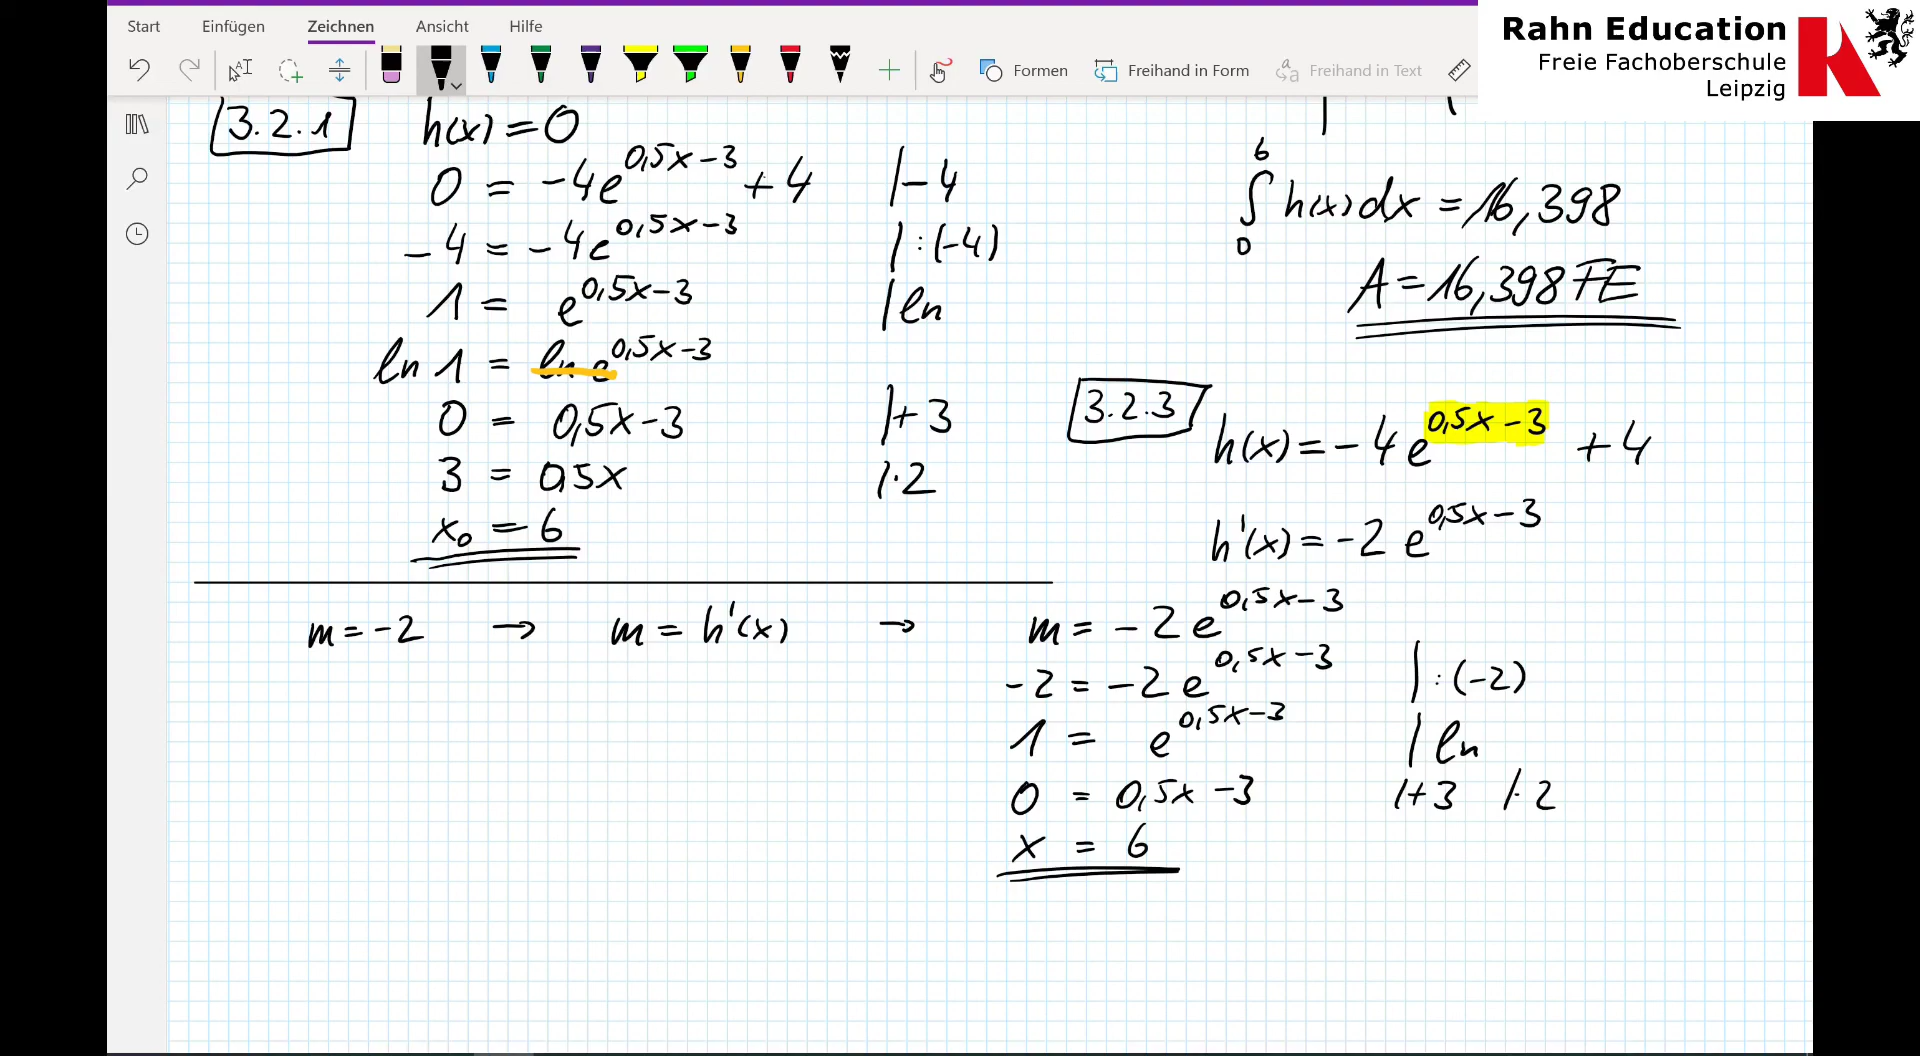 Start Einfügen Zeichnen Ansicht Hilfe
Formen Freihand in Form Freihand in Text
Rahn Education
Freie Fachoberschule
Leipzig
3.2.1 h(x) = 0
0 = -4e^{0,5x-3} + 4 |-4
-4 = -4e^{0,5x-3} | : (-4)
1 = e^{0,5x-3} | ln
ln 1 = ln e^{0,5x-3}
0 = 0,5x-3 |+3
3 = 0,5x |·2
x₀ = 6
∫₀⁶ h(x) dx = 16,398
A = 16,398 FE
3.2.3 h(x) = -4e^{0,5x-3} + 4
h'(x) = -2e^{0,5x-3}
m = -2 → m = h'(x) → m = -2e^{0,5x-3}
-2 = -2e^{0,5x-3} | : (-2)
1 = e^{0,5x-3} | ln
0 = 0,5x-3 |+3 |·2
x = 6